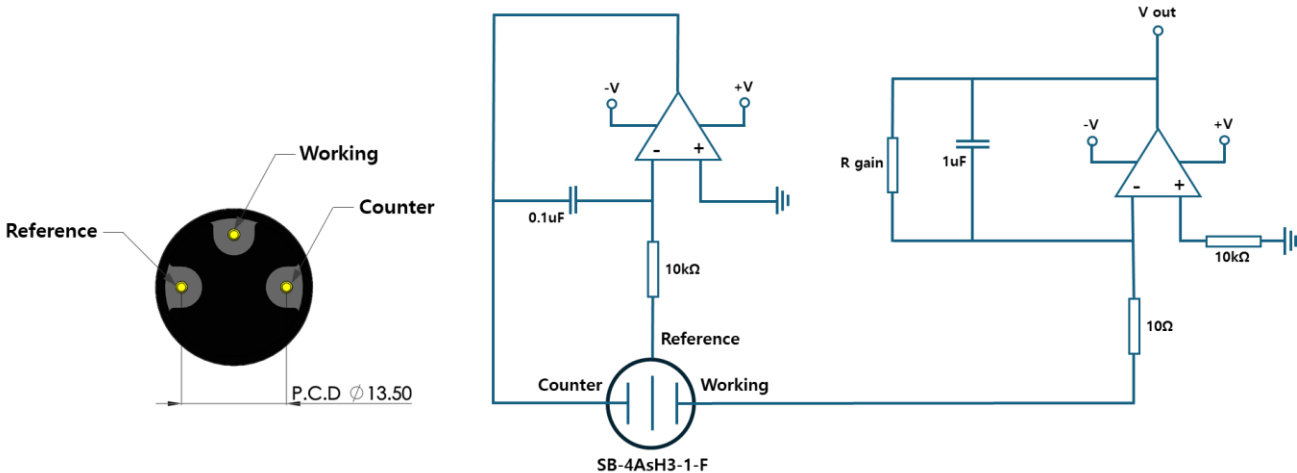 Working
Counter
Reference
P.C.D ∅13.50
-V
+V
-
+
0.1uF
10kΩ
Reference
Counter
Working
SB-4AsH3-1-F
V out
R gain
1uF
-V
+V
-
+
10kΩ
10Ω